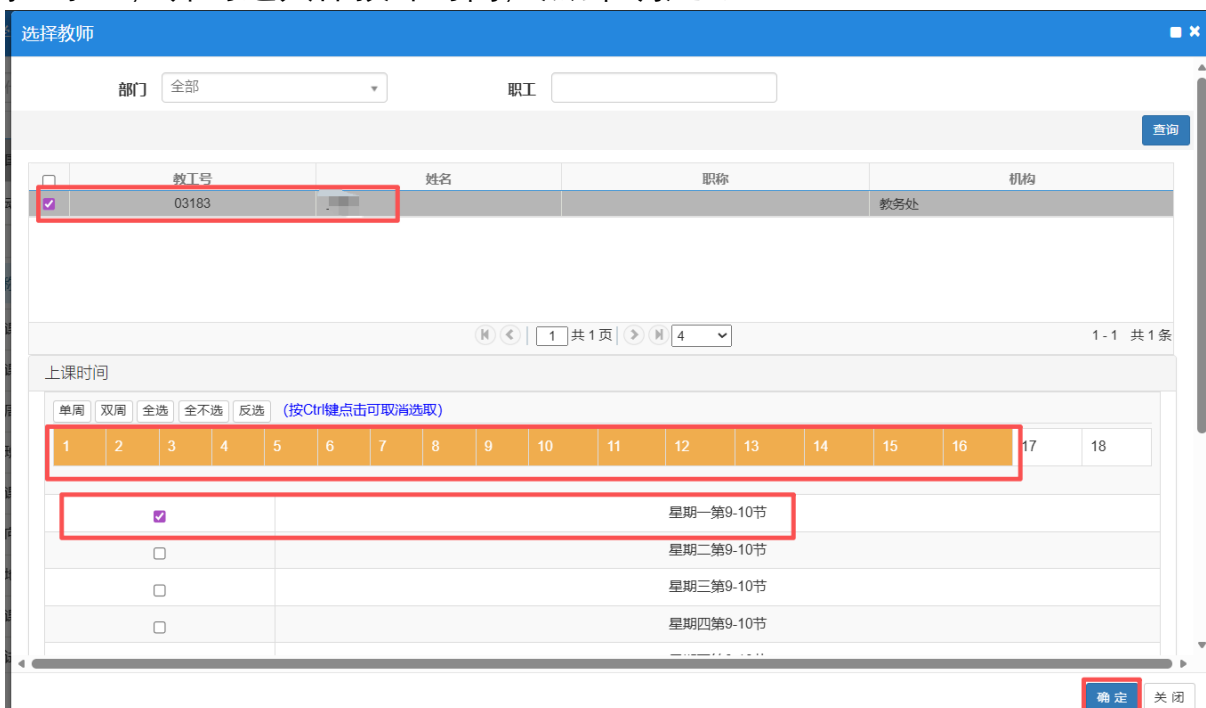 选择教师
部门 全部 职工
查询
教工号 姓名 职称 机构
03183 教务处
1 共1页 4 1-1 共1条
上课时间
单周 双周 全选 全不选 反选 (按Ctrl键点击可取消选取)
1 2 3 4 5 6 7 8 9 10 11 12 13 14 15 16 17 18
星期一第9-10节
星期二第9-10节
星期三第9-10节
星期四第9-10节
确定 关闭